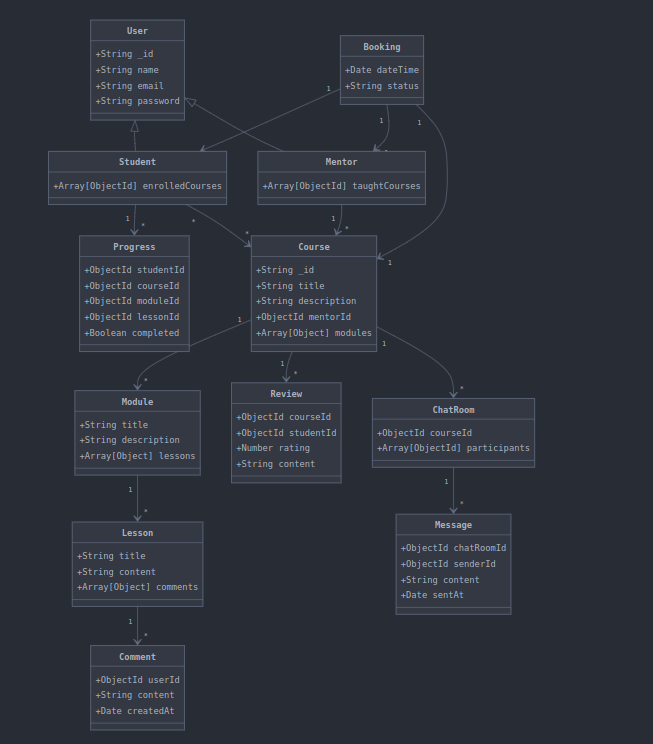 User
+String _id
+String name
+String email
+String password
Booking
+Date dateTime
+String status
1
1
1
Student
+Array[ObjectId] enrolledCourses
Mentor
+Array[ObjectId] taughtCourses
1
*
*
*
1
*
1
Progress
+ObjectId studentId
+ObjectId courseId
+ObjectId moduleId
+ObjectId lessonId
+Boolean completed
Course
+String _id
+String title
+String description
+ObjectId mentorId
+Array[Object] modules
1
*
1
*
1
*
Module
+String title
+String description
+Array[Object] lessons
Review
+ObjectId courseId
+ObjectId studentId
+Number rating
+String content
ChatRoom
+ObjectId courseId
+Array[ObjectId] participants
1
*
1
*
Lesson
+String title
+String content
+Array[Object] comments
Message
+ObjectId chatRoomId
+ObjectId senderId
+String content
+Date sentAt
1
*
Comment
+ObjectId userId
+String content
+Date createdAt